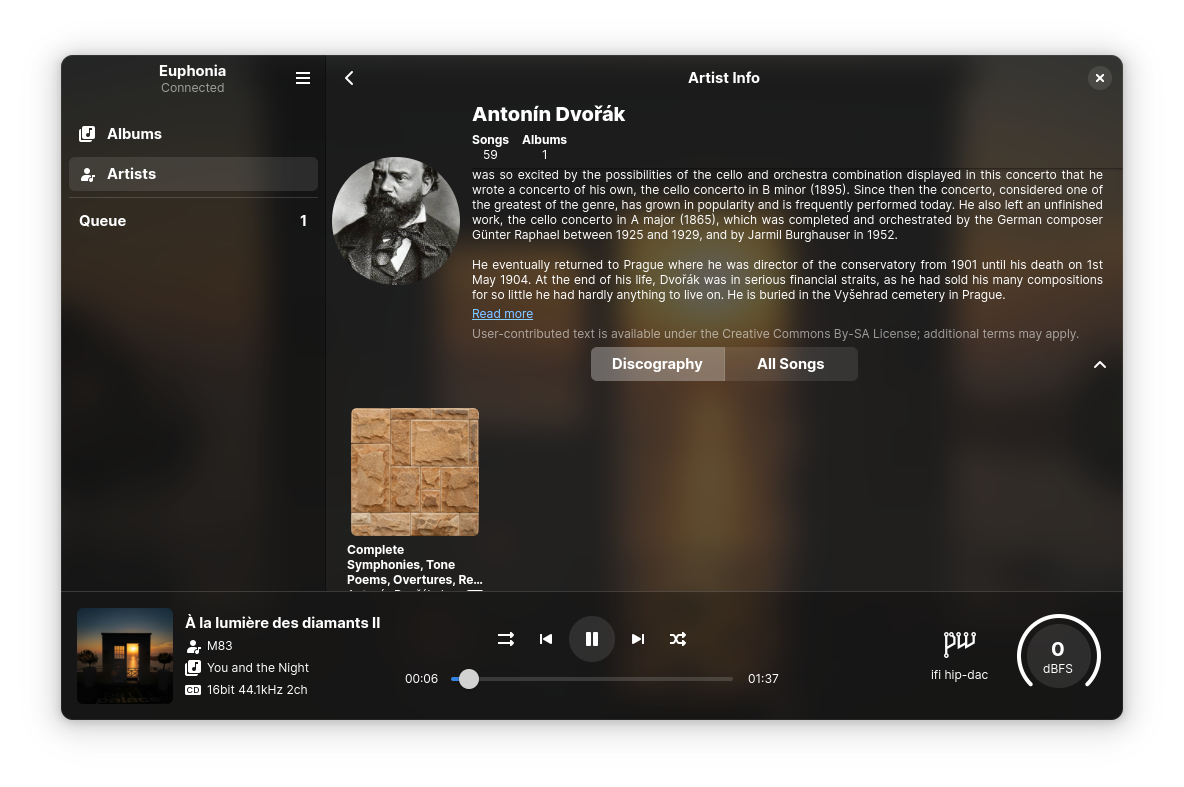 Euphonia
Connected
Albums
Artists
Queue 1
Artist Info
Antonín Dvořák
Songs Albums
59 1
was so excited by the possibilities of the cello and orchestra combination displayed in this concerto that he
wrote a concerto of his own, the cello concerto in B minor (1895). Since then the concerto, considered one of
the greatest of the genre, has grown in popularity and is frequently performed today. He also left an unfinished
work, the cello concerto in A major (1865), which was completed and orchestrated by the German composer
Günter Raphael between 1925 and 1929, and by Jarmil Burghauser in 1952.
He eventually returned to Prague where he was director of the conservatory from 1901 until his death on 1st
May 1904. At the end of his life, Dvořák was in serious financial straits, as he had sold his many compositions
for so little he had hardly anything to live on. He is buried in the Vyšehrad cemetery in Prague.
Read more
User-contributed text is available under the Creative Commons By-SA License; additional terms may apply.
Discography All Songs
Complete
Symphonies, Tone
Poems, Overtures, Re…
À la lumière des diamants II
M83
You and the Night
CD 16bit 44.1kHz 2ch
00:06 01:37
ifi hip-dac
0
dBFS